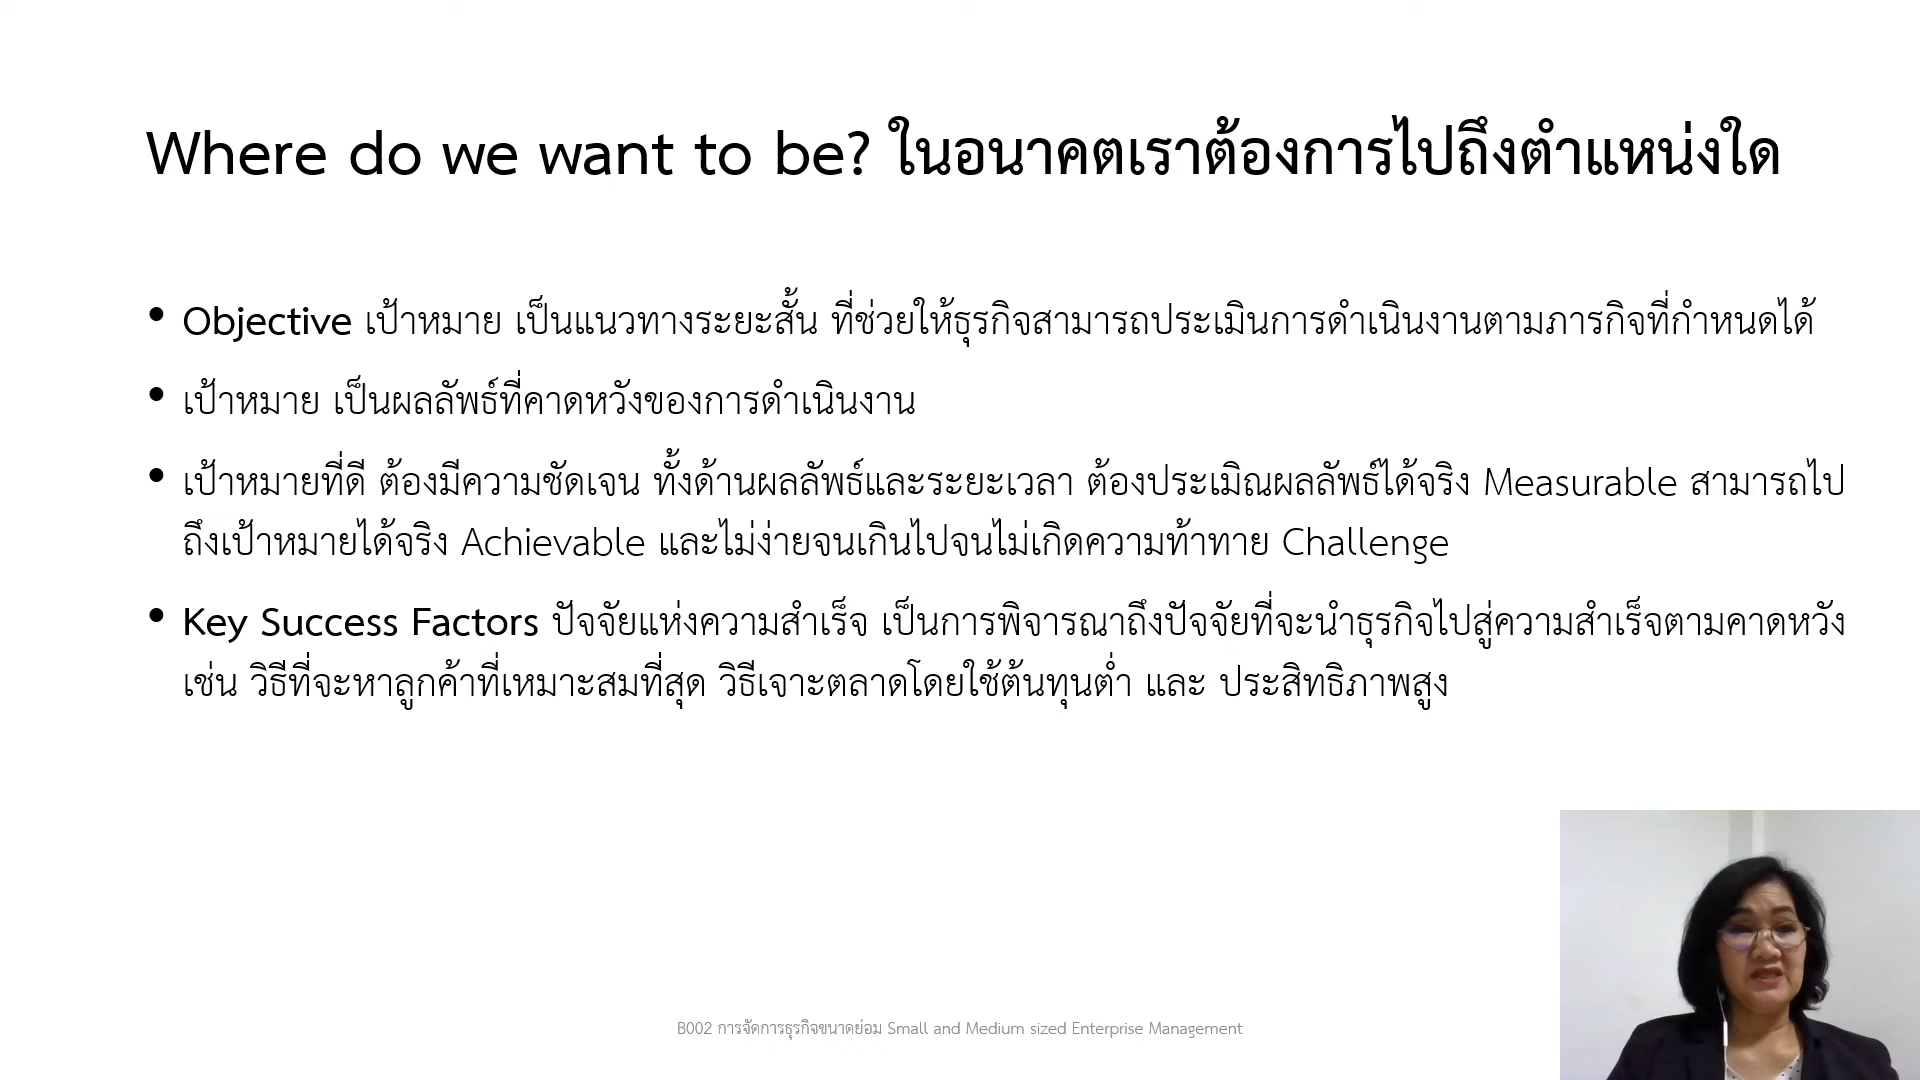 Where do we want to be? ในอนาคตเราต้องการไปถึงตำแหน่งใด
• Objective เป้าหมาย เป็นแนวทางระยะสั้น ที่ช่วยให้ธุรกิจสามารถประเมินการดำเนินงานตามภารกิจที่กำหนดได้
• เป้าหมาย เป็นผลลัพธ์ที่คาดหวังของการดำเนินงาน
• เป้าหมายที่ดี ต้องมีความชัดเจน ทั้งด้านผลลัพธ์และระยะเวลา ต้องประเมิณผลลัพธ์ได้จริง Measurable สามารถไป
ถึงเป้าหมายได้จริง Achievable และไม่ง่ายจนเกินไปจนไม่เกิดความท้าทาย Challenge
• Key Success Factors ปัจจัยแห่งความสำเร็จ เป็นการพิจารณาถึงปัจจัยที่จะนำธุรกิจไปสู่ความสำเร็จตามคาดหวัง
เช่น วิธีที่จะหาลูกค้าที่เหมาะสมที่สุด วิธีเจาะตลาดโดยใช้ต้นทุนต่ำ และ ประสิทธิภาพสูง
B002 การจัดการธุรกิจขนาดย่อม Small and Medium sized Enterprise Management